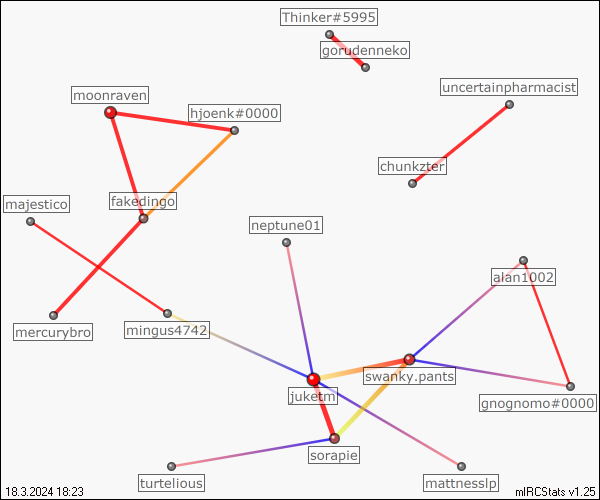 Thinker#5995
gorudenneko
uncertainpharmacist
moonraven
hjoenk#0000
chunkzter
fakedingo
majestico
neptune01
alan1002
mercurybro
mingus4742
swanky.pants
juketm
gnognomo#0000
sorapie
turtelious
mattnesslp
18.3.2024 18:23
mIRCStats v1.25